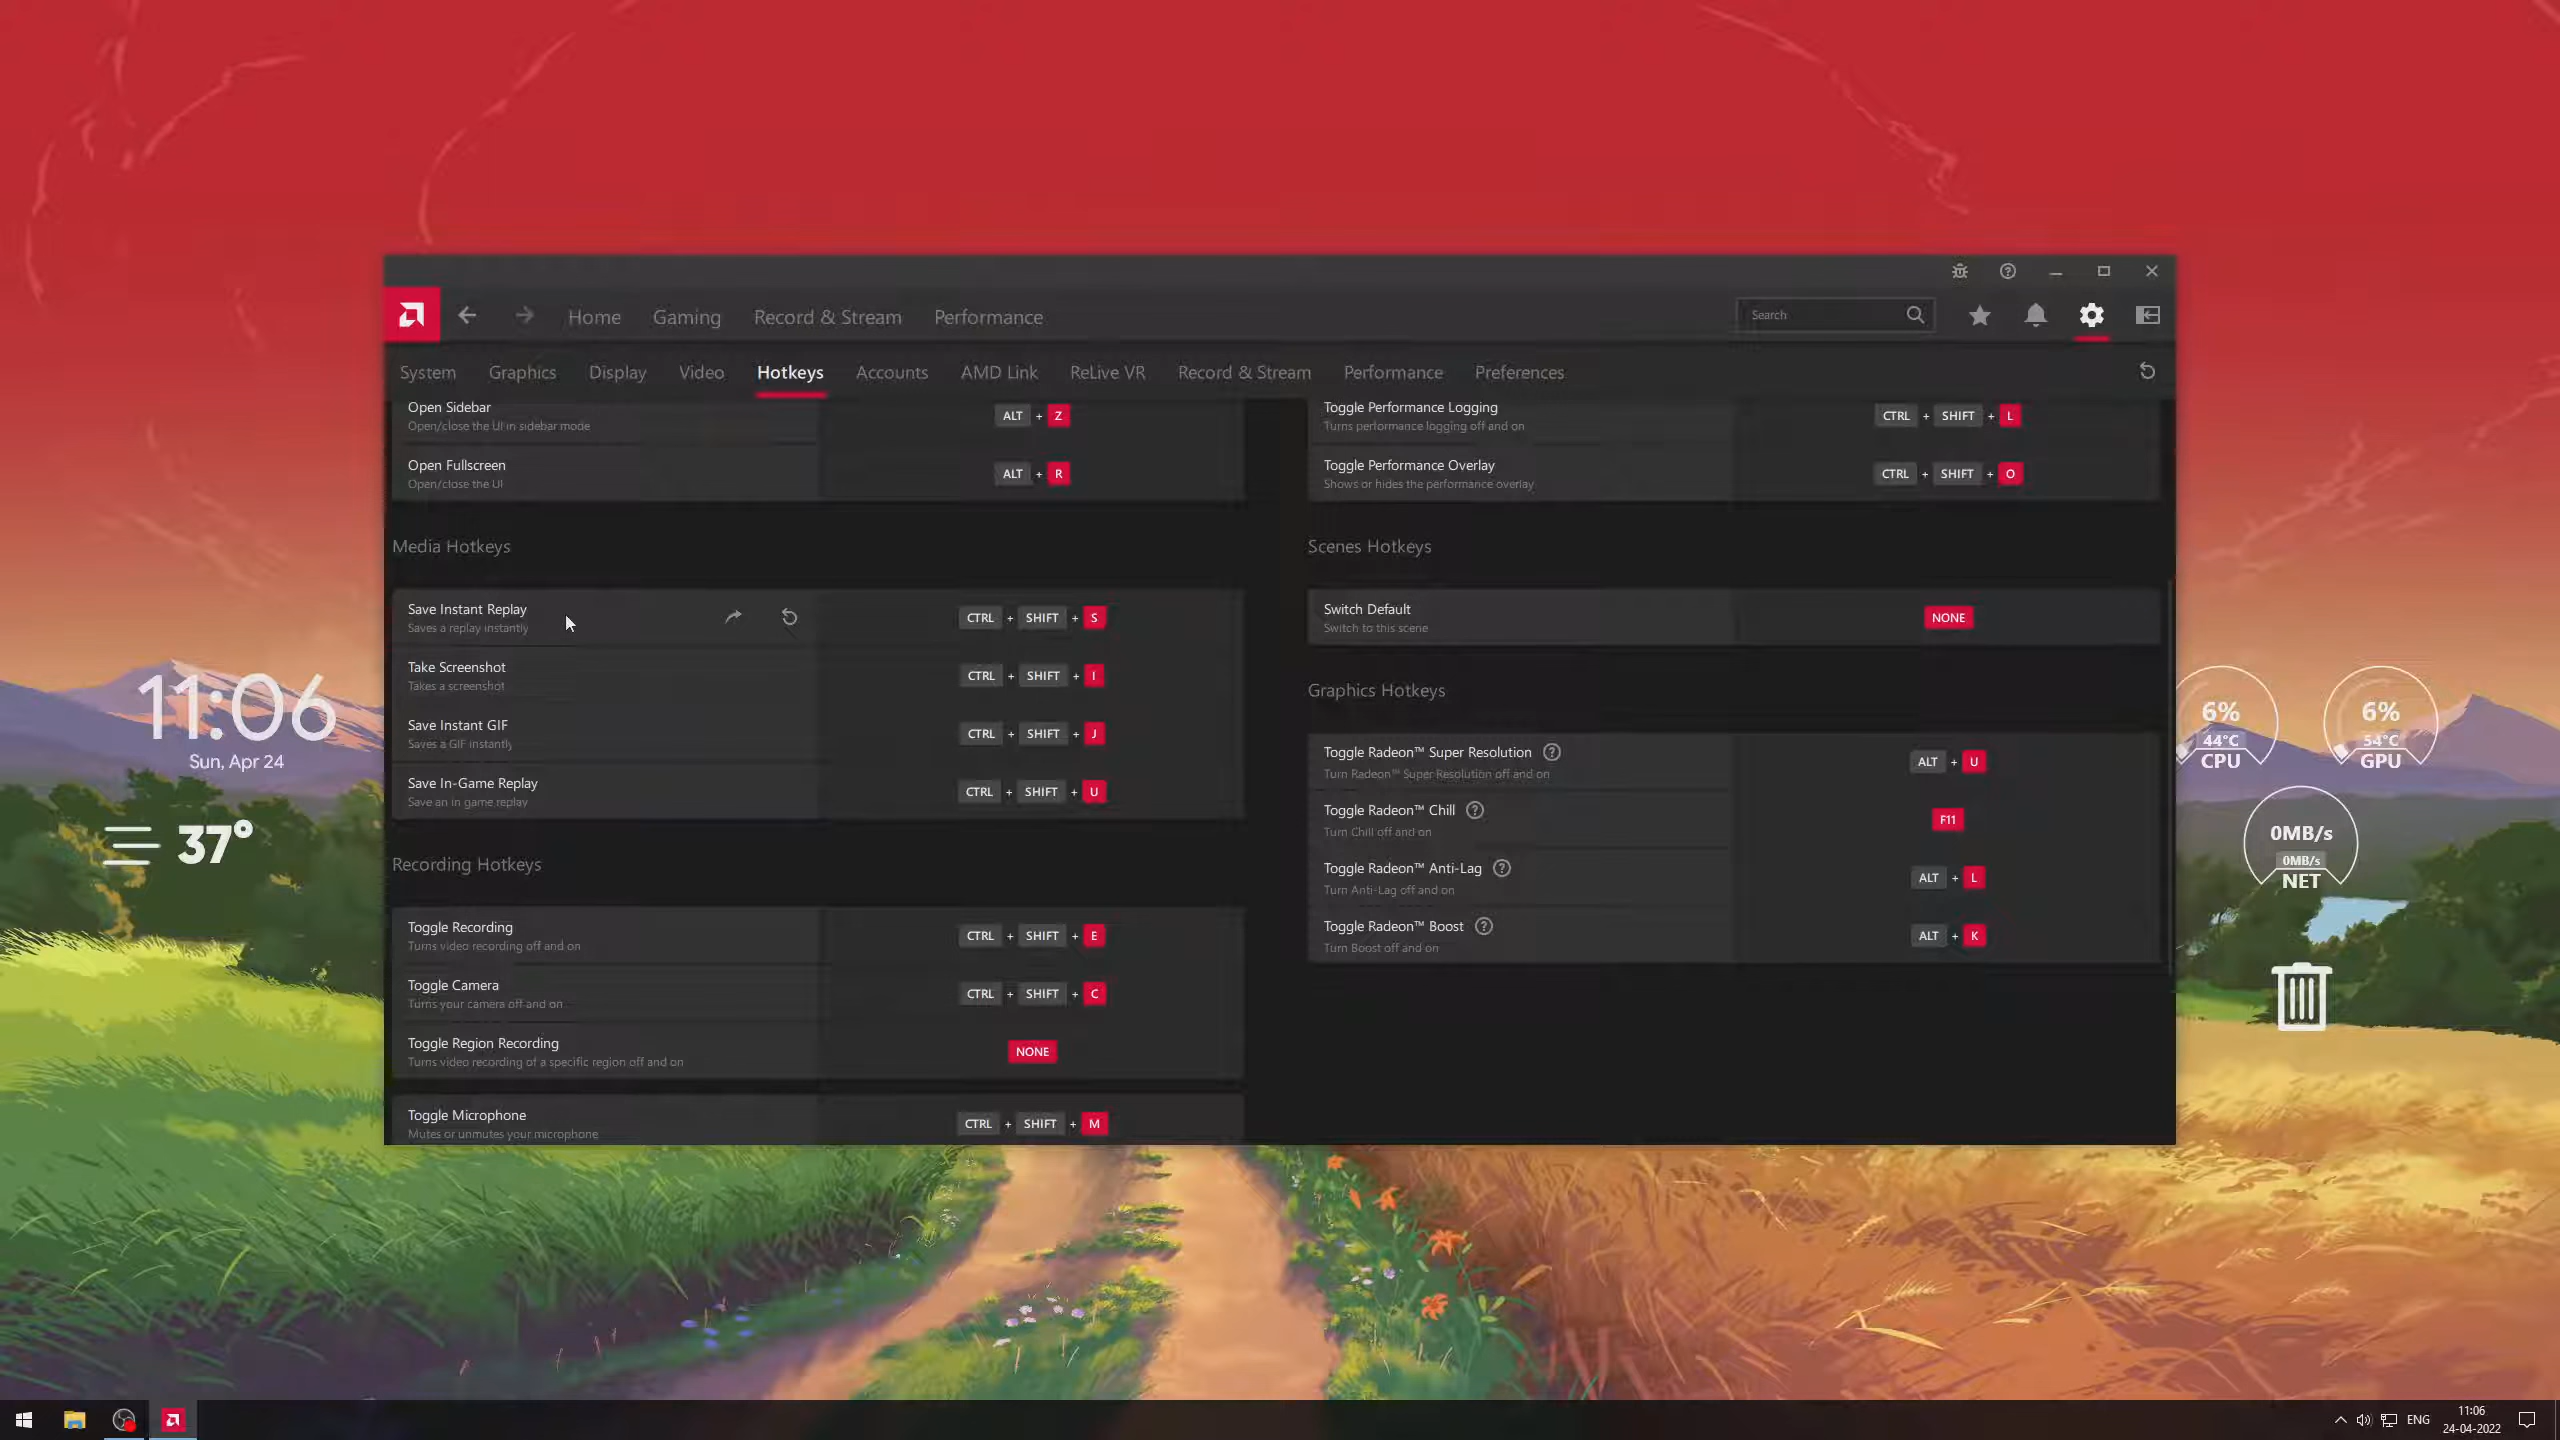 Home
Gaming
Record & Stream
Performance
Search
System
Graphics
Display
Video
Hotkeys
Accounts
AMD Link
ReLive VR
Record & Stream
Performance
Preferences
Open Sidebar
Open/close the UI in sidebar mode
ALT + Z
Open Fullscreen
Open/close the UI
ALT + R
Media Hotkeys
Save Instant Replay
Saves a replay instantly
CTRL + SHIFT + S
Take Screenshot
Takes a screenshot
CTRL + SHIFT + I
Save Instant GIF
Saves a GIF instantly
CTRL + SHIFT + J
Save In-Game Replay
Save an in game replay
CTRL + SHIFT + U
Recording Hotkeys
Toggle Recording
Turns video recording off and on
CTRL + SHIFT + E
Toggle Camera
Turns your camera off and on
CTRL + SHIFT + C
Toggle Region Recording
Turns video recording of a specific region off and on
NONE
Toggle Microphone
Mutes or unmutes your microphone
CTRL + SHIFT + M
Toggle Performance Logging
Turns performance logging off and on
CTRL + SHIFT + L
Toggle Performance Overlay
Shows or hides the performance overlay
CTRL + SHIFT + O
Scenes Hotkeys
Switch Default
Switch to this scene
NONE
Graphics Hotkeys
Toggle Radeon™ Super Resolution
Turn Radeon™ Super Resolution off and on
ALT + U
Toggle Radeon™ Chill
Turn Chill off and on
F11
Toggle Radeon™ Anti-Lag
Turn Anti-Lag off and on
ALT + L
Toggle Radeon™ Boost
Turn Boost off and on
ALT + K
11:06
Sun, Apr 24
37°
6%
44°C
CPU
6%
54°C
GPU
0MB/s
0MB/s
NET
ENG
11:06
24-04-2022